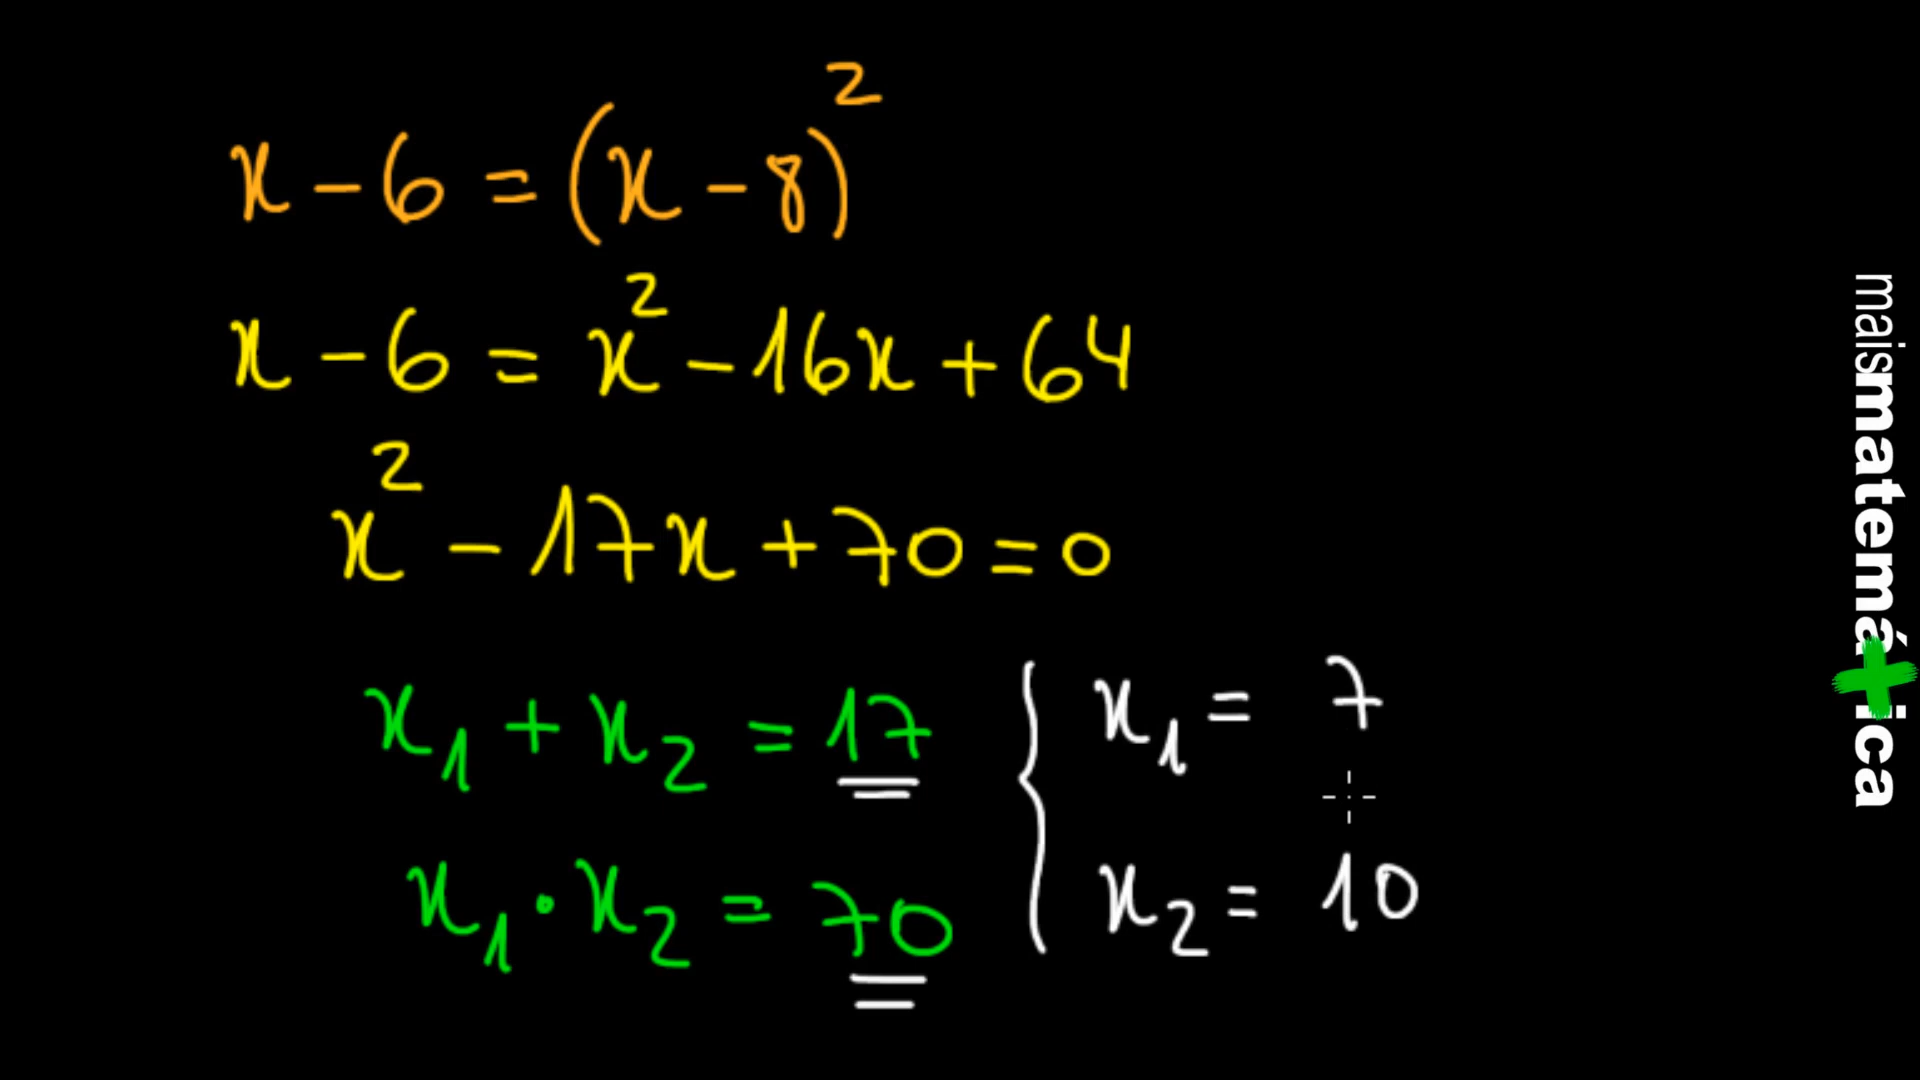 x - 6 = (x - 8)²
x - 6 = x² - 16x + 64
x² - 17x + 70 = 0
x₁ + x₂ = 17
x₁ · x₂ = 70
x₁ = 7
x₂ = 10
maismatemática